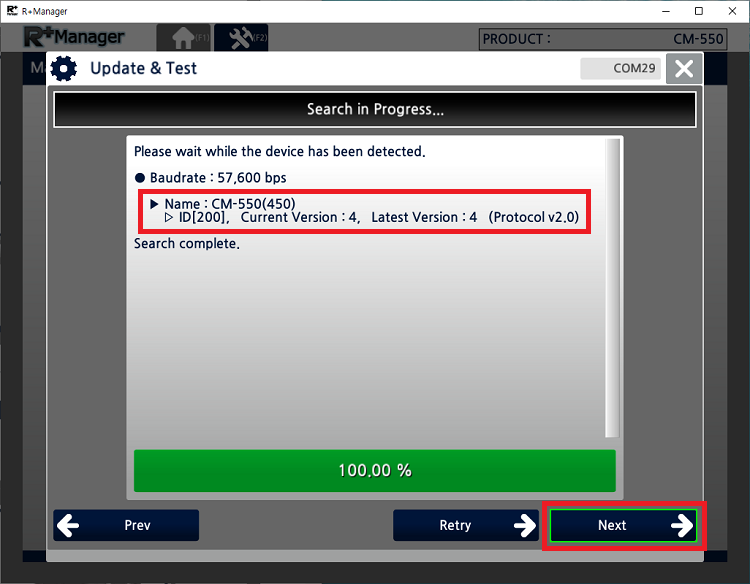 R+Manager
R+Manager (F1) (F2) PRODUCT : CM-550
Update & Test COM29
Search in Progress...
Please wait while the device has been detected.
● Baudrate : 57,600 bps
▶ Name : CM-550(450)
▷ ID[200], Current Version : 4, Latest Version : 4 (Protocol v2.0)
Search complete.
100.00 %
Prev Retry Next